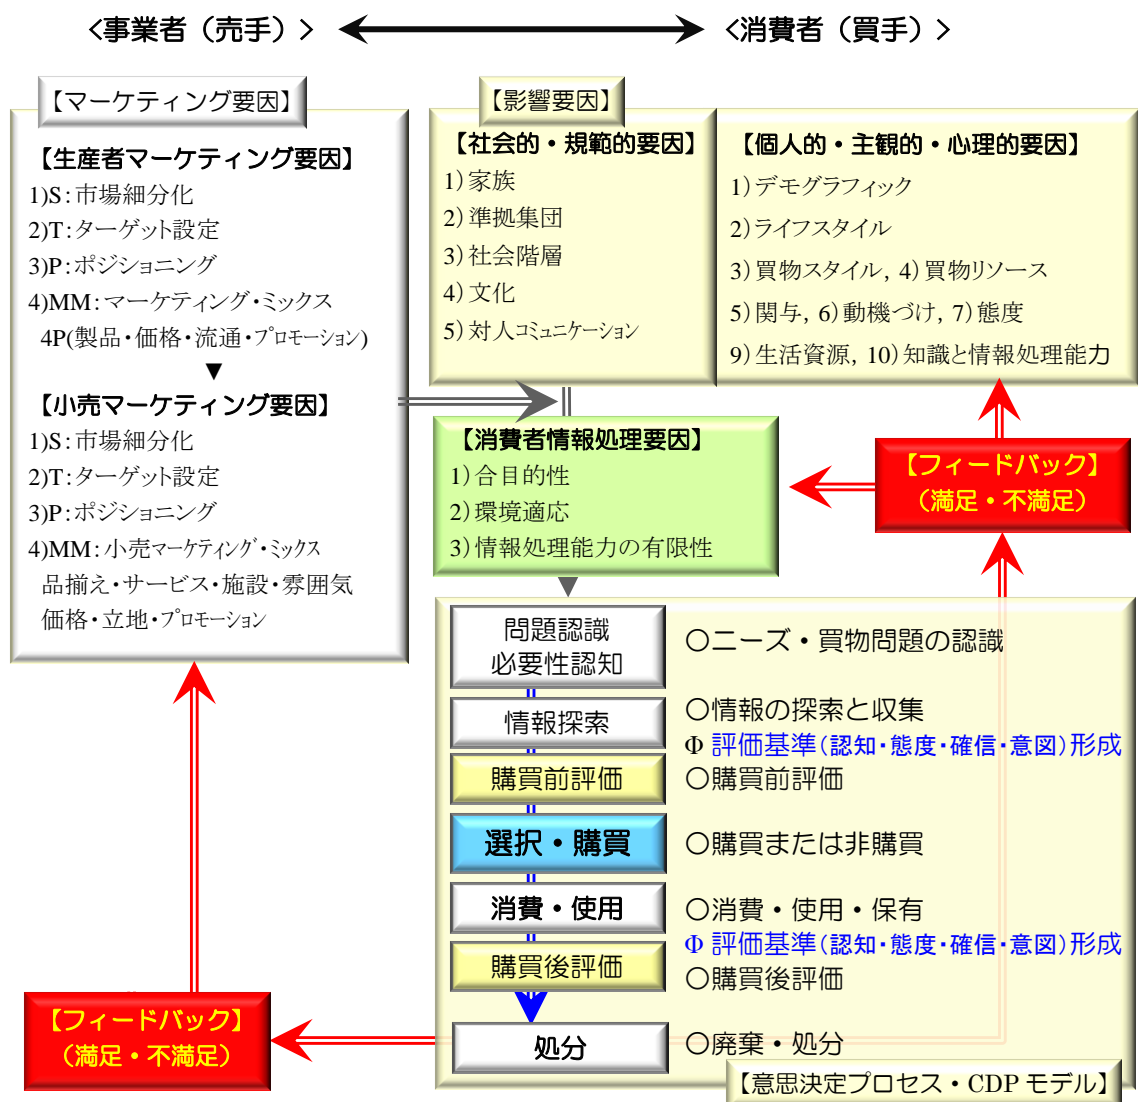 <事業者（売手）>
<消費者（買手）>
【マーケティング要因】
【生産者マーケティング要因】
1)S：市場細分化
2)T：ターゲット設定
3)P：ポジショニング
4)MM：マーケティング・ミックス
4P(製品・価格・流通・プロモーション)
▼
【小売マーケティング要因】
1)S：市場細分化
2)T：ターゲット設定
3)P：ポジショニング
4)MM：小売マーケティング・ミックス
品揃え・サービス・施設・雰囲気
価格・立地・プロモーション
【影響要因】
【社会的・規範的要因】
1）家族
2）準拠集団
3）社会階層
4）文化
5）対人コミュニケーション
【個人的・主観的・心理的要因】
1）デモグラフィック
2）ライフスタイル
3）買物スタイル，4）買物リソース
5）関与，6）動機づけ，7）態度
9）生活資源，10）知識と情報処理能力
【消費者情報処理要因】
1）合目的性
2）環境適応
3）情報処理能力の有限性
【フィードバック】
（満足・不満足）
問題認識
必要性認知
○ニーズ・買物問題の認識
情報探索
○情報の探索と収集
Φ 評価基準（認知・態度・確信・意図）形成
購買前評価
○購買前評価
選択・購買
○購買または非購買
消費・使用
○消費・使用・保有
Φ 評価基準（認知・態度・確信・意図）形成
購買後評価
○購買後評価
処分
○廃棄・処分
【フィードバック】
（満足・不満足）
【意思決定プロセス・CDP モデル】